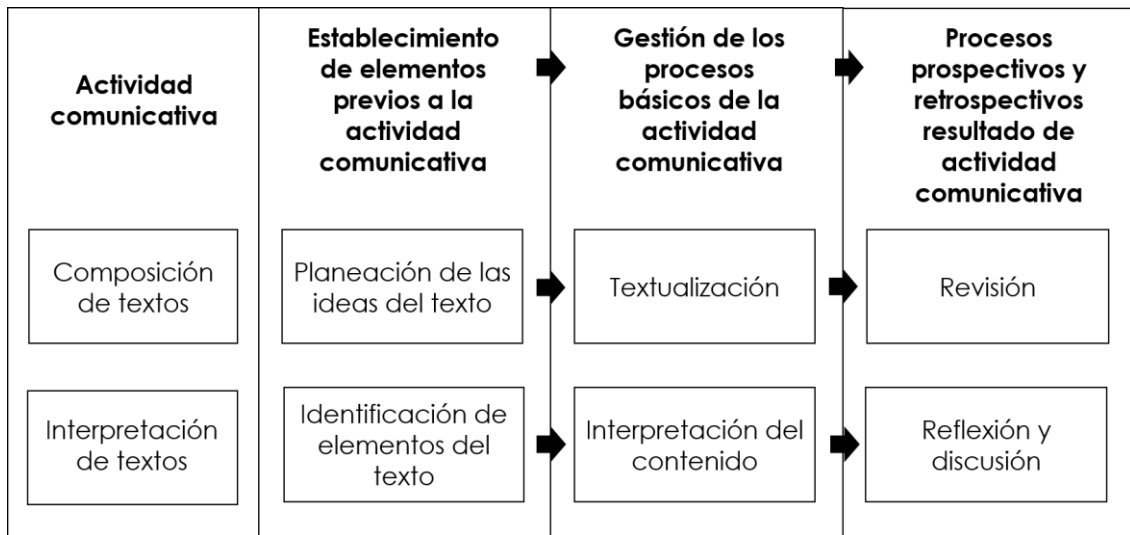 Actividad
comunicativa
Establecimiento
de elementos
previos a la
actividad
comunicativa
Gestión de los
procesos
básicos de la
actividad
comunicativa
Procesos
prospectivos y
retrospectivos
resultado de
actividad
comunicativa
Composición
de textos
Planeación de las
ideas del texto
Textualización
Revisión
Interpretación
de textos
Identificación de
elementos del
texto
Interpretación del
contenido
Reflexión y
discusión